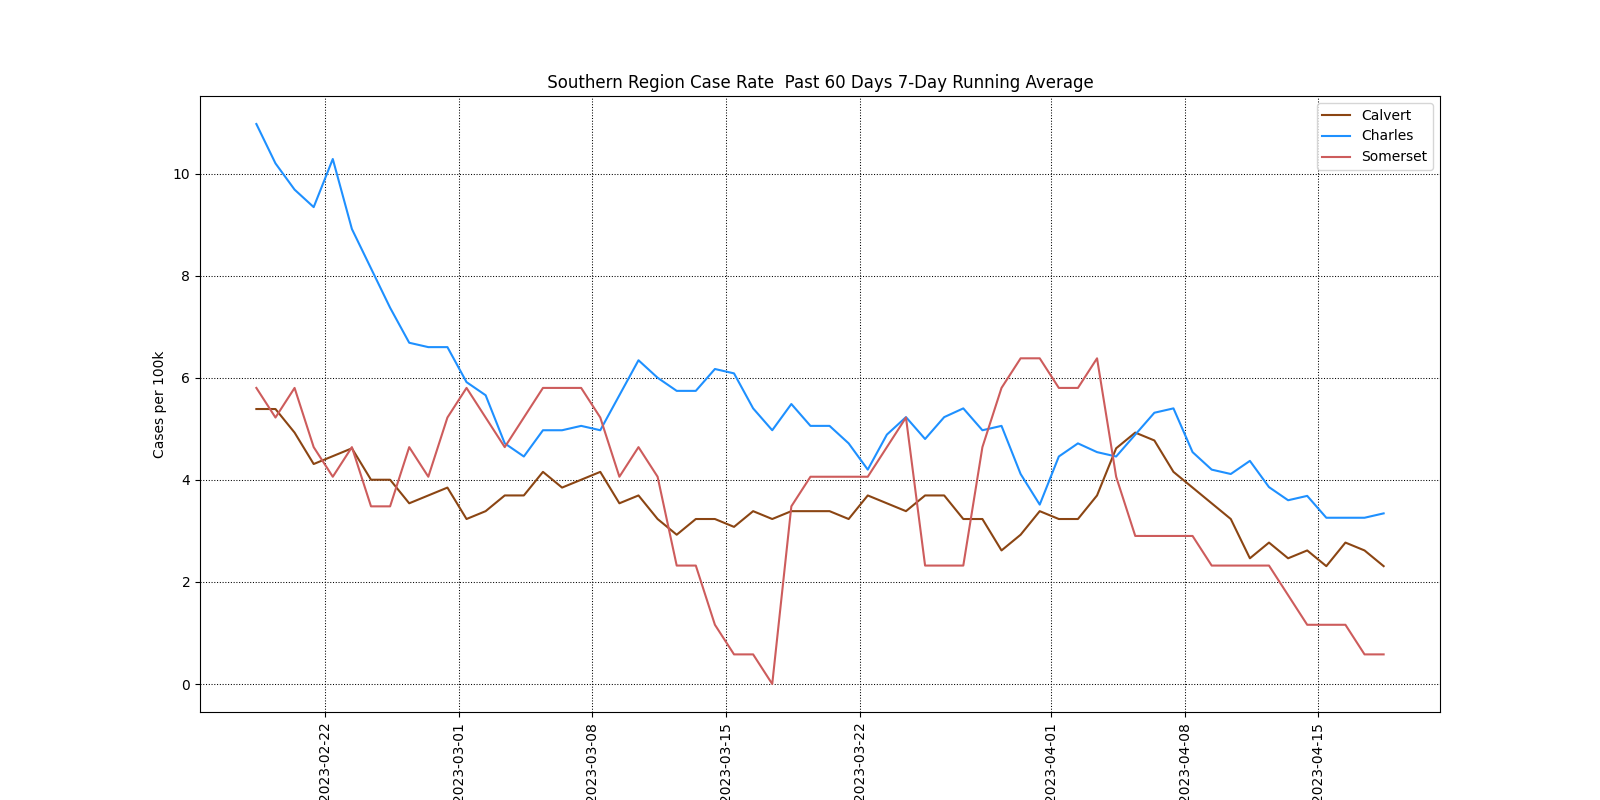 Southern Region Case Rate  Past 60 Days 7-Day Running Average
Calvert
Charles
Somerset
Cases per 100k
10
8
6
4
2
0
2023-02-22
2023-03-01
2023-03-08
2023-03-15
2023-03-22
2023-04-01
2023-04-08
2023-04-15